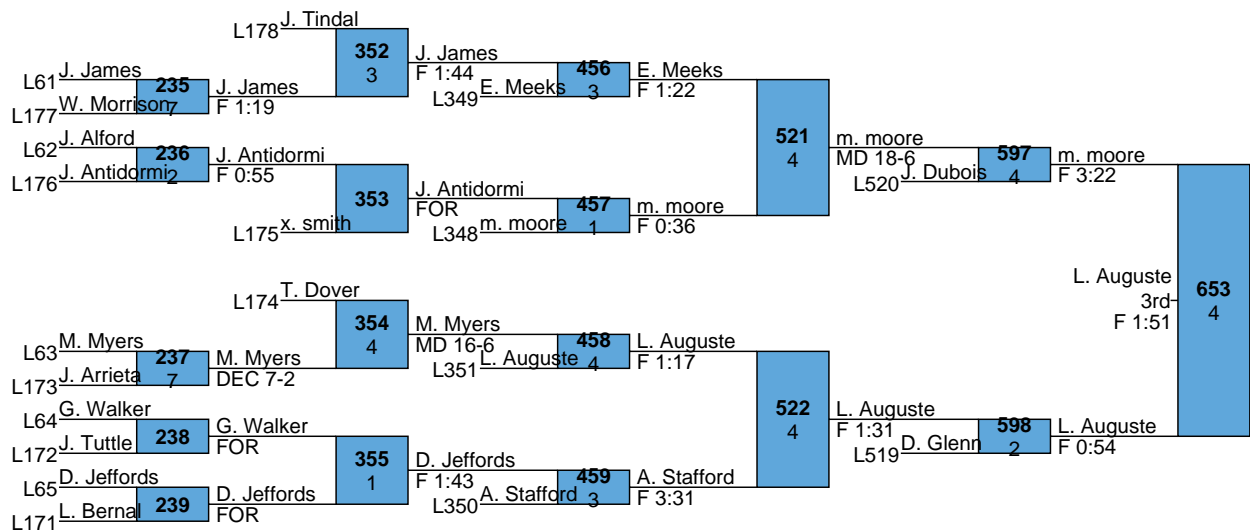 L178 J. Tindal
352
3
J. James
F 1:44
L61 J. James
235
7
L177 W. Morrison
J. James
F 1:19
L349 E. Meeks
456
3
E. Meeks
F 1:22
L62 J. Alford
236
2
L176 J. Antidormi
J. Antidormi
F 0:55
353
L175 x. smith
J. Antidormi
FOR
L348 m. moore
457
1
m. moore
F 0:36
521
4
m. moore
MD 18-6
L520 J. Dubois
597
4
m. moore
F 3:22
L174 T. Dover
354
4
M. Myers
MD 16-6
L63 M. Myers
237
7
L173 J. Arrieta
M. Myers
DEC 7-2
L351 L. Auguste
458
4
L. Auguste
F 1:17
L64 G. Walker
238
L172 J. Tuttle
G. Walker
FOR
355
1
L65 D. Jeffords
239
L171 L. Bernal
D. Jeffords
FOR
D. Jeffords
F 1:43
L350 A. Stafford
459
3
A. Stafford
F 3:31
522
4
L. Auguste
F 1:31
L519 D. Glenn
598
2
L. Auguste
F 0:54
L. Auguste
3rd
F 1:51
653
4